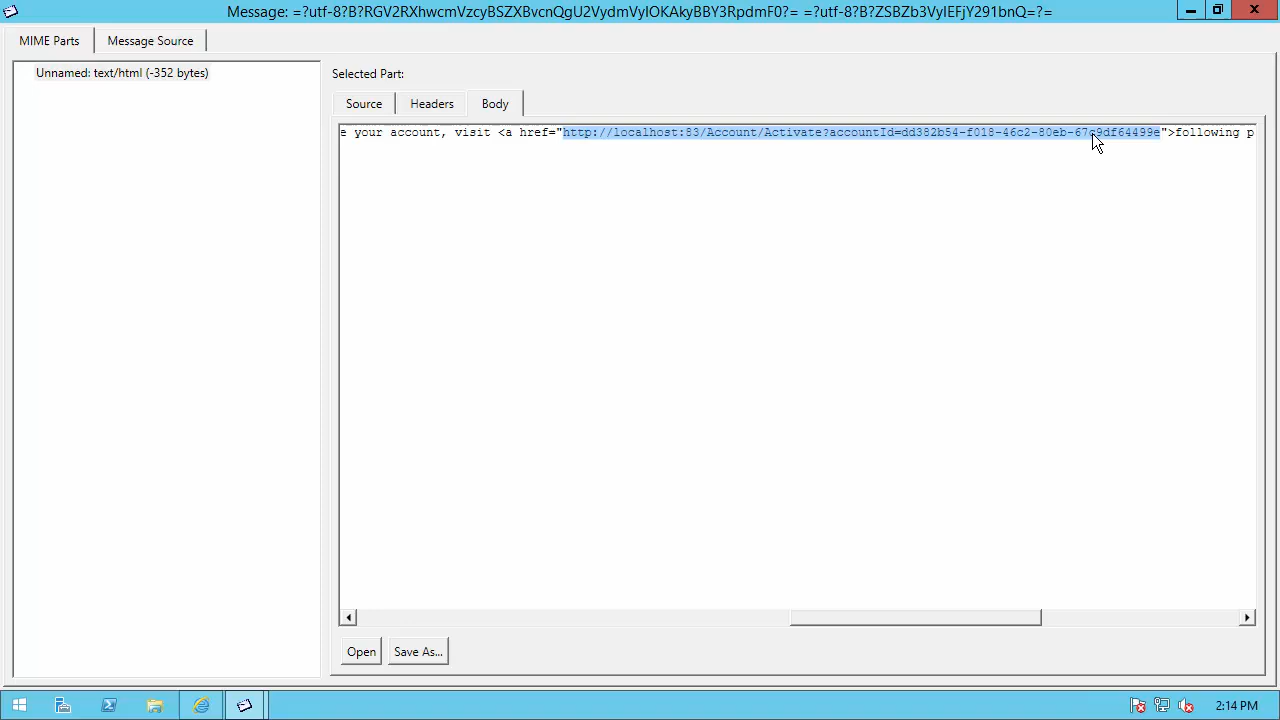 Message: =?utf-8?B?RGV2RXhwcmVzcyBSZXBvcnQgU2VydmVyIOKAkyBBY3RpdmF0?= =?utf-8?B?ZSBZb3VyIEFjY291bnQ=?=
MIME Parts
Message Source
Unnamed: text/html (-352 bytes)
Selected Part:
Source
Headers
Body
e your account, visit <a href="http://localhost:83/Account/Activate?accountId=dd382b54-f018-46c2-80eb-67c9df64499e">following p
Open
Save As...
2:14 PM